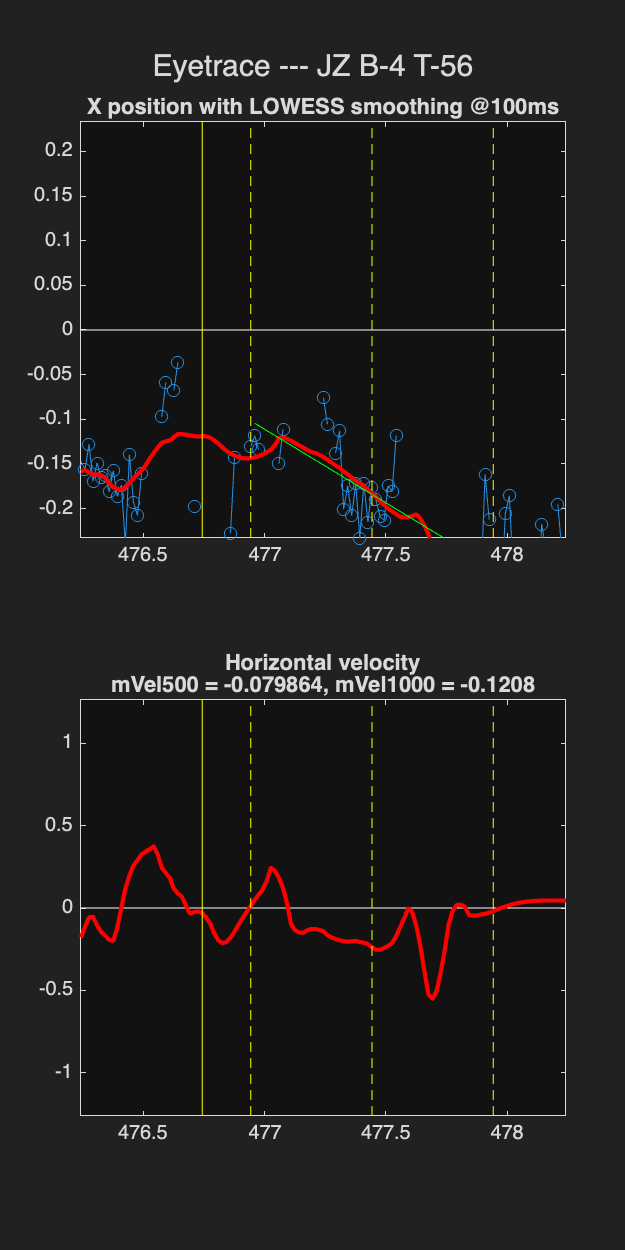 Eyetrace --- JZ B-4 T-56
X position with LOWESS smoothing @100ms
0.2
0.15
0.1
0.05
0
-0.05
-0.1
-0.15
-0.2
476.5 477 477.5 478
Horizontal velocity
mVel500 = -0.079864, mVel1000 = -0.1208
1
0.5
0
-0.5
-1
476.5 477 477.5 478